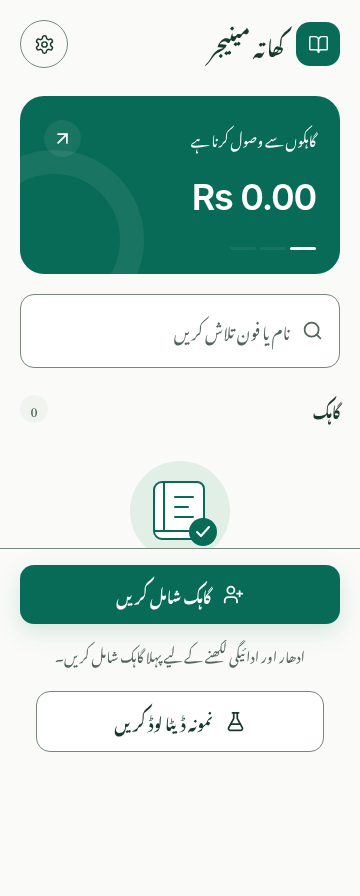 کھاتہ مینیجر
گاہکوں سے وصول کرنا ہے
Rs 0.00
نام یا فون تلاش کریں
گاہک
0
گاہک شامل کریں
ادھار اور ادائیگی لکھنے کے لیے پہلا گاہک شامل کریں۔
نمونہ ڈیٹا لوڈ کریں